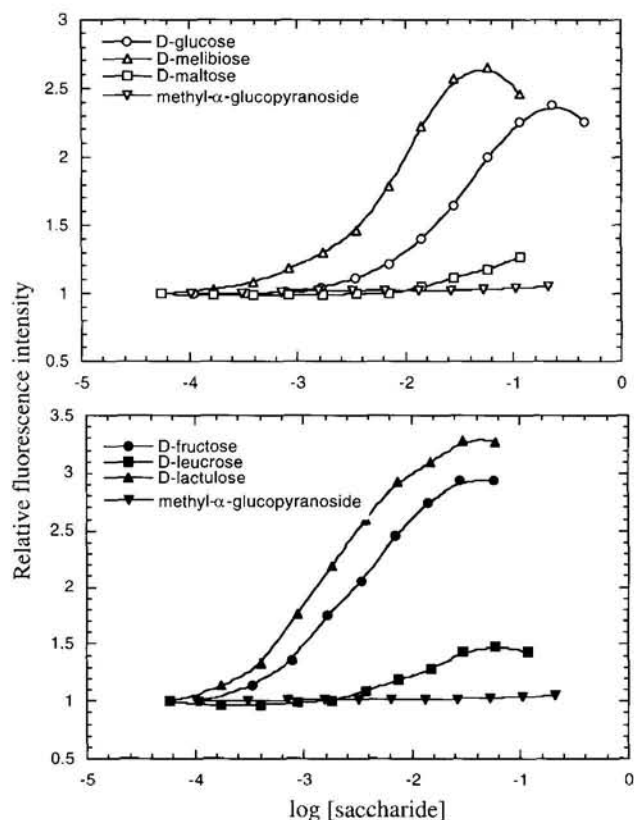 3
D-glucose
D-melibiose
D-maltose
methyl-α-glucopyranoside
2.5
2
1.5
1
0.5
-5 -4 -3 -2 -1 0
Relative fluorescence intensity
3.5
D-fructose
D-leucrose
D-lactulose
methyl-α-glucopyranoside
3
2.5
2
1.5
1
0.5
-5 -4 -3 -2 -1 0
log [saccharide]